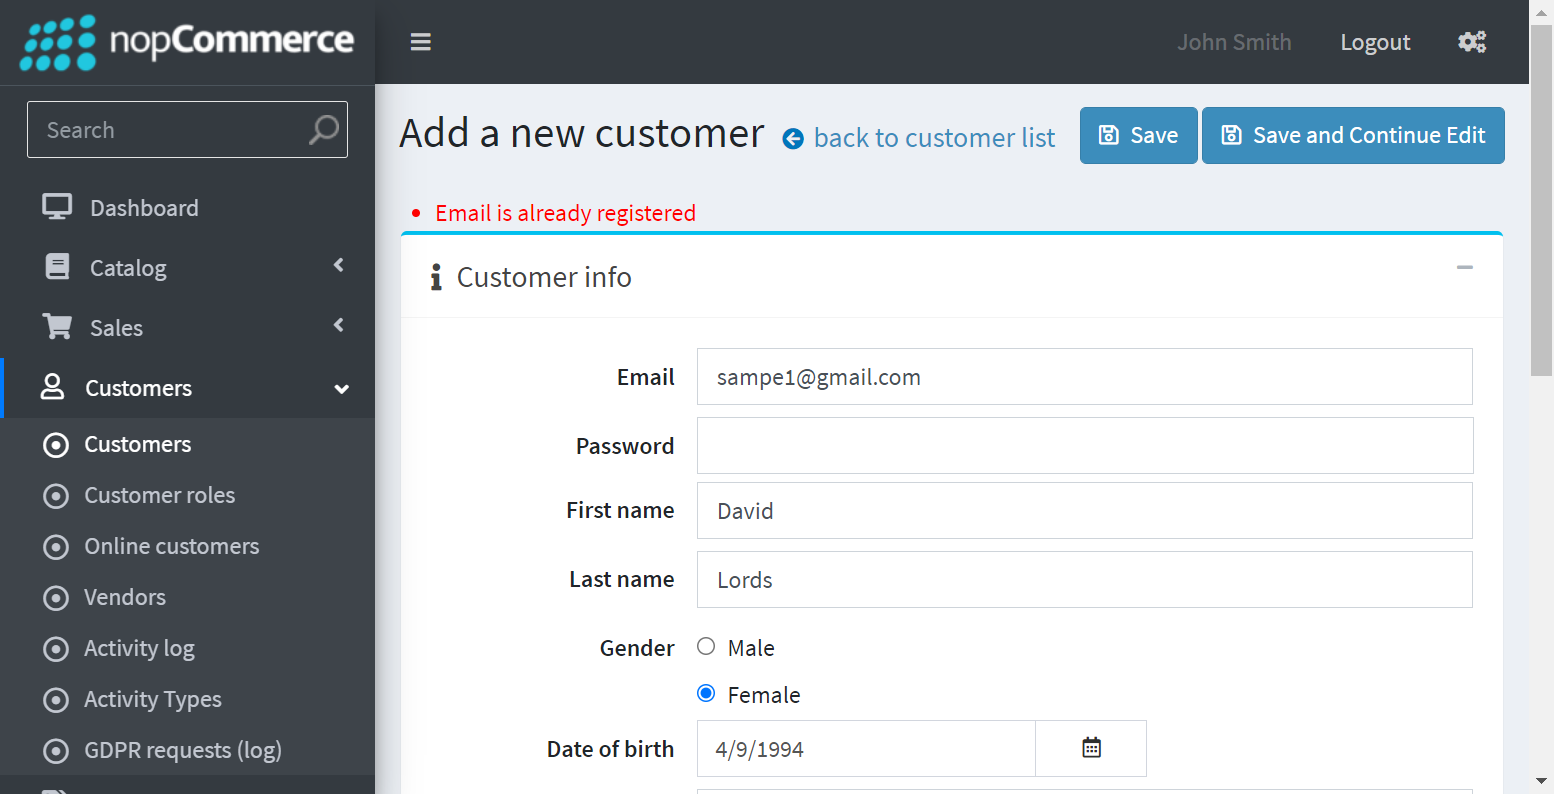 nopCommerce
John Smith
Logout
Search
Dashboard
Catalog
Sales
Customers
Customers
Customer roles
Online customers
Vendors
Activity log
Activity Types
GDPR requests (log)
Add a new customer
back to customer list
Save
Save and Continue Edit
Email is already registered
Customer info
Email sampe1@gmail.com
Password
First name David
Last name Lords
Gender Male
Female
Date of birth 4/9/1994